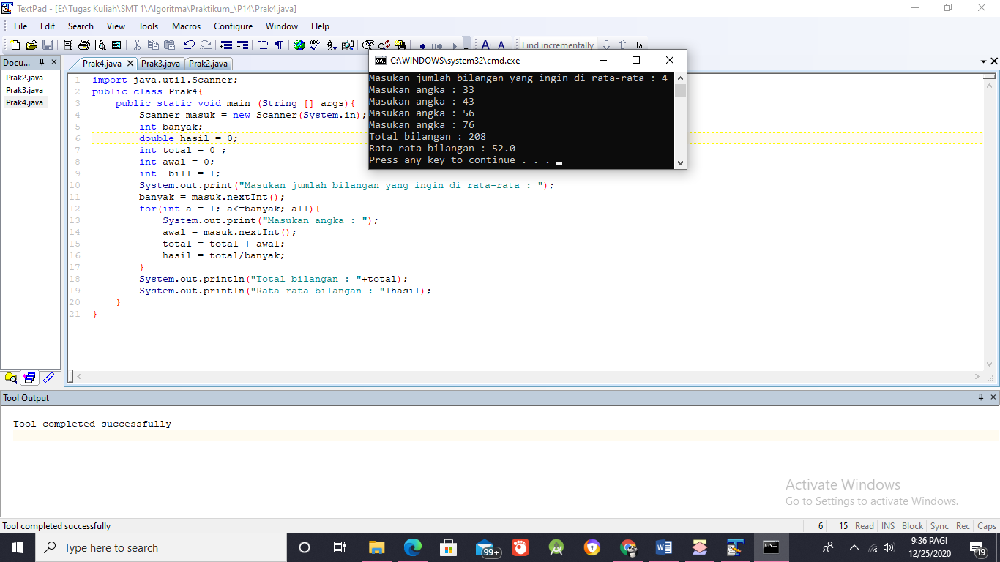 TextPad - [E:\Tugas Kuliah\SMT 1\Algoritma\Praktikum_\P14\Prak4.java]
File Edit Search View Tools Macros Configure Window Help
Find incrementally Aa
Docu...
Prak2.java
Prak3.java
Prak4.java
Prak4.java Prak3.java Prak2.java
1 import java.util.Scanner;
2 public class Prak4{
3 public static void main (String [] args){
4 Scanner masuk = new Scanner(System.in);
5 int banyak;
6 double hasil = 0;
7 int total = 0 ;
8 int awal = 0;
9 int  bill = 1;
10 System.out.print("Masukan jumlah bilangan yang ingin di rata-rata : ");
11 banyak = masuk.nextInt();
12 for(int a = 1; a<=banyak; a++){
13 System.out.print("Masukan angka : ");
14 awal = masuk.nextInt();
15 total = total + awal;
16 hasil = total/banyak;
17 }
18 System.out.println("Total bilangan : "+total);
19 System.out.println("Rata-rata bilangan : "+hasil);
20 }
21 }
C:\WINDOWS\system32\cmd.exe
Masukan jumlah bilangan yang ingin di rata-rata : 4
Masukan angka : 33
Masukan angka : 43
Masukan angka : 56
Masukan angka : 76
Total bilangan : 208
Rata-rata bilangan : 52.0
Press any key to continue . . .
Tool Output
Tool completed successfully
Activate Windows
Go to Settings to activate Windows.
Tool completed successfully 6 15 Read INS Block Sync Rec Caps
Type here to search 99+ 9:36 PAGI
12/25/2020 19